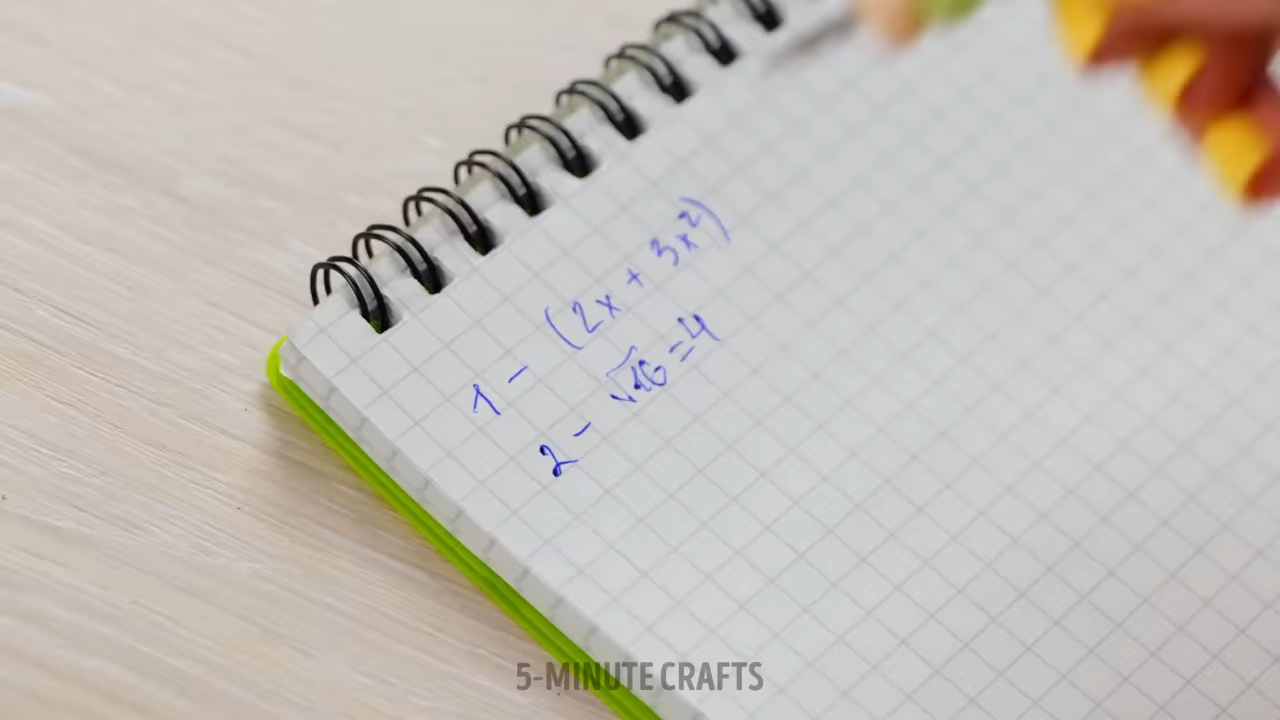 1 - (2x + 3x²)
2 - √16 = 4
5-MINUTE CRAFTS